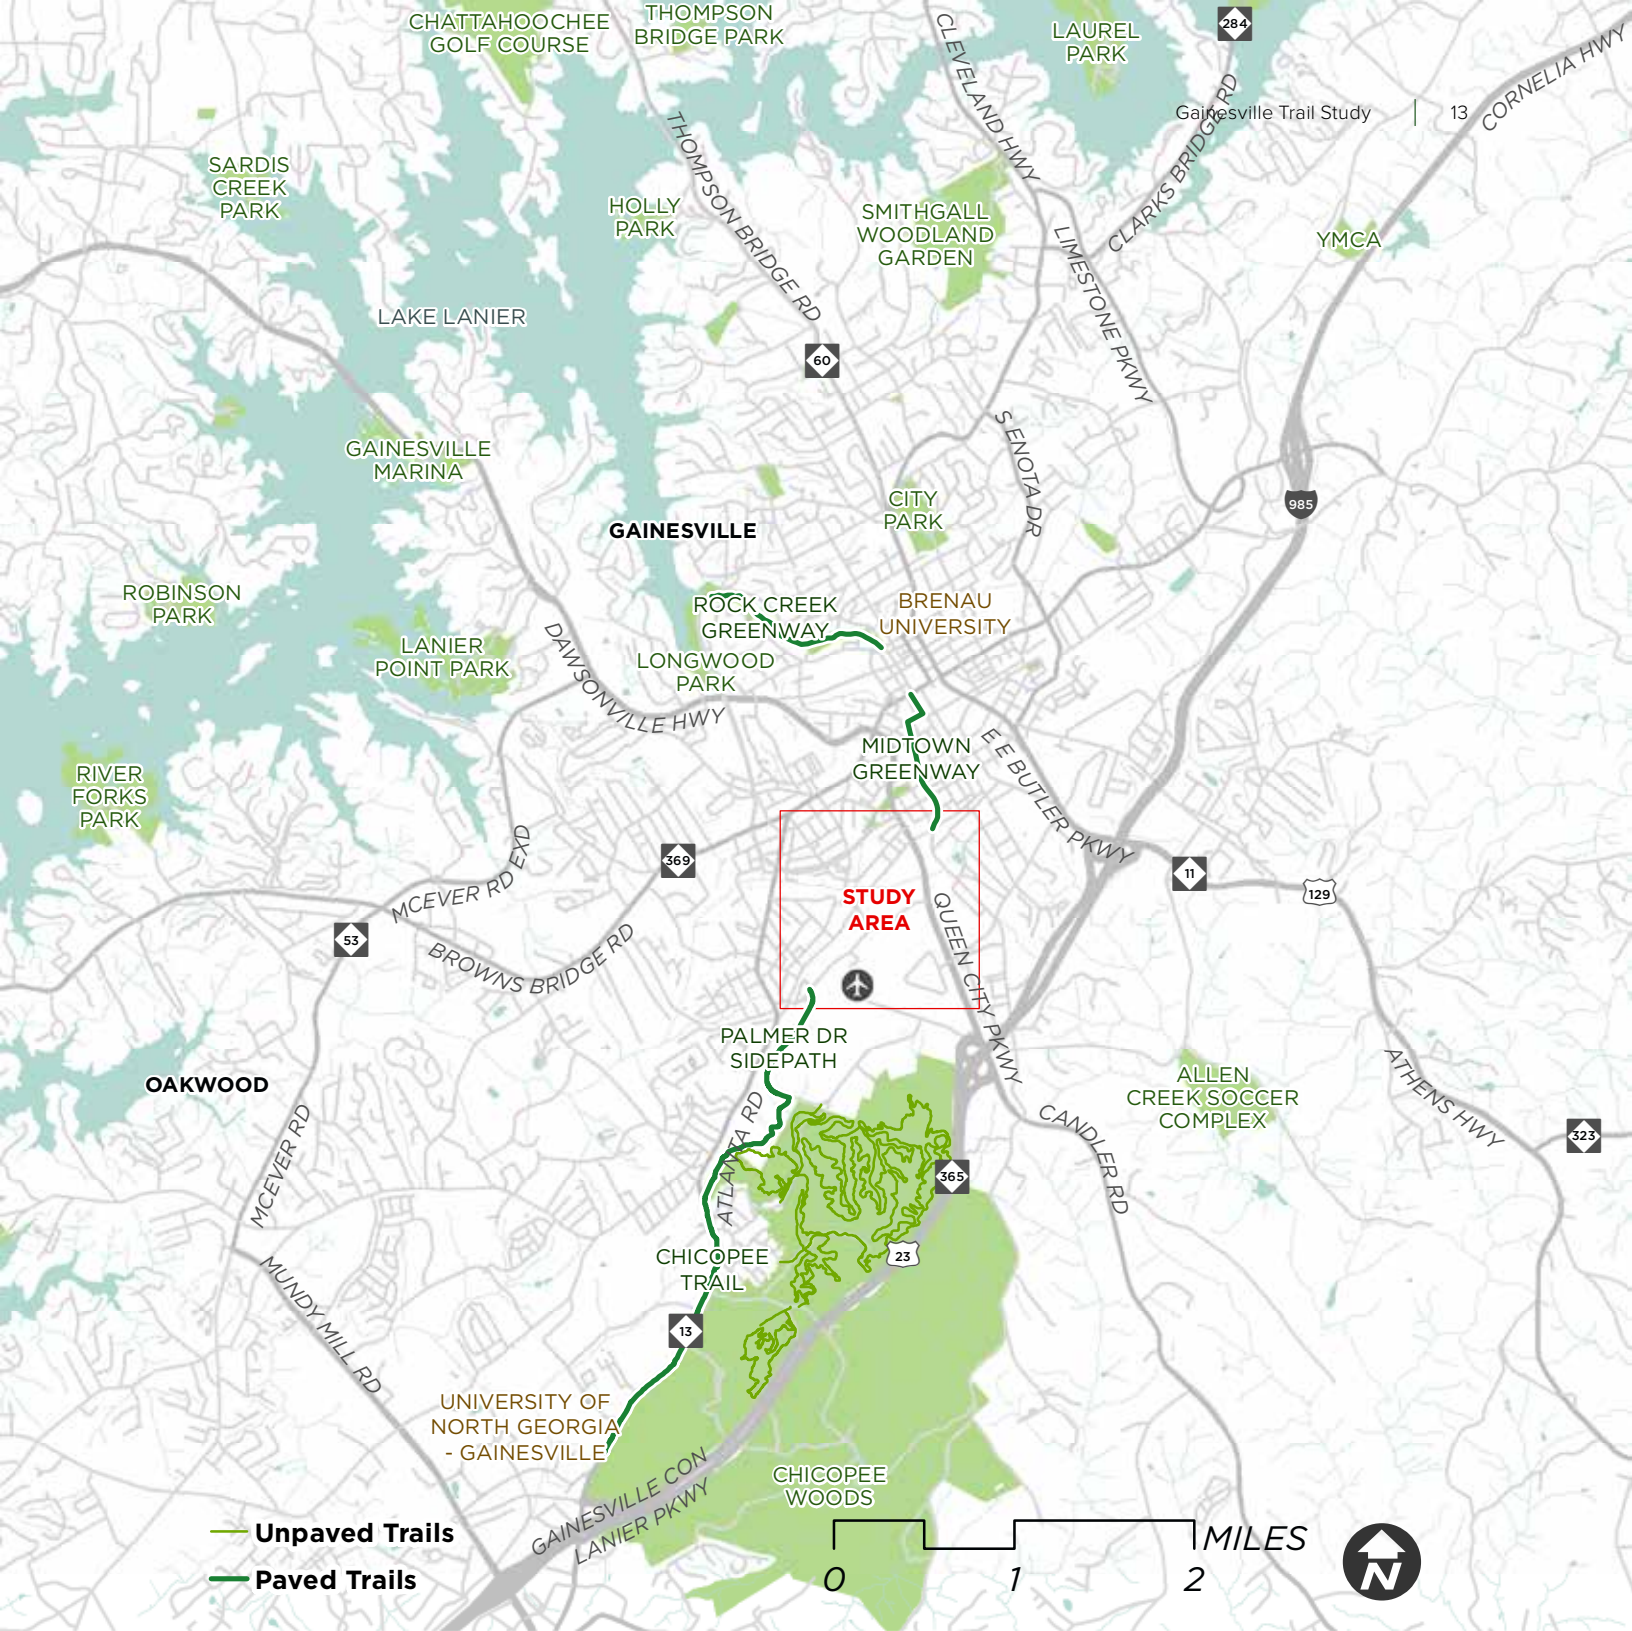 CHATTAHOOCHEE
GOLF COURSE
THOMPSON
BRIDGE PARK
CLEVELAND HWY
LAUREL
PARK
284
CORNELIA HWY
Gainesville Trail Study | 13
CLARKS BRIDGE RD
THOMPSON BRIDGE RD
SARDIS
CREEK
PARK
HOLLY
PARK
SMITHGALL
WOODLAND
GARDEN
LIMESTONE PKWY
YMCA
LAKE LANIER
60
GAINESVILLE
MARINA
S ENOTA DR
CITY
PARK
985
GAINESVILLE
ROBINSON
PARK
ROCK CREEK
GREENWAY
BRENAU
UNIVERSITY
LANIER
POINT PARK
LONGWOOD
PARK
DAWSONVILLE HWY
MIDTOWN
GREENWAY
E E BUTLER PKWY
RIVER
FORKS
PARK
MCEVER RD EXD
369
11
129
STUDY
AREA
QUEEN CITY PKWY
53
BROWNS BRIDGE RD
PALMER DR
SIDEPATH
OAKWOOD
ALLEN
CREEK SOCCER
COMPLEX
ATHENS HWY
323
MCEVER RD
ATLANTA RD
CANDLER RD
365
CHICOPEE
TRAIL
23
MUNDY MILL RD
13
UNIVERSITY OF
NORTH GEORGIA
- GAINESVILLE
CHICOPEE
WOODS
GAINESVILLE CON
LANIER PKWY
Unpaved Trails
Paved Trails
MILES
0 1 2
N